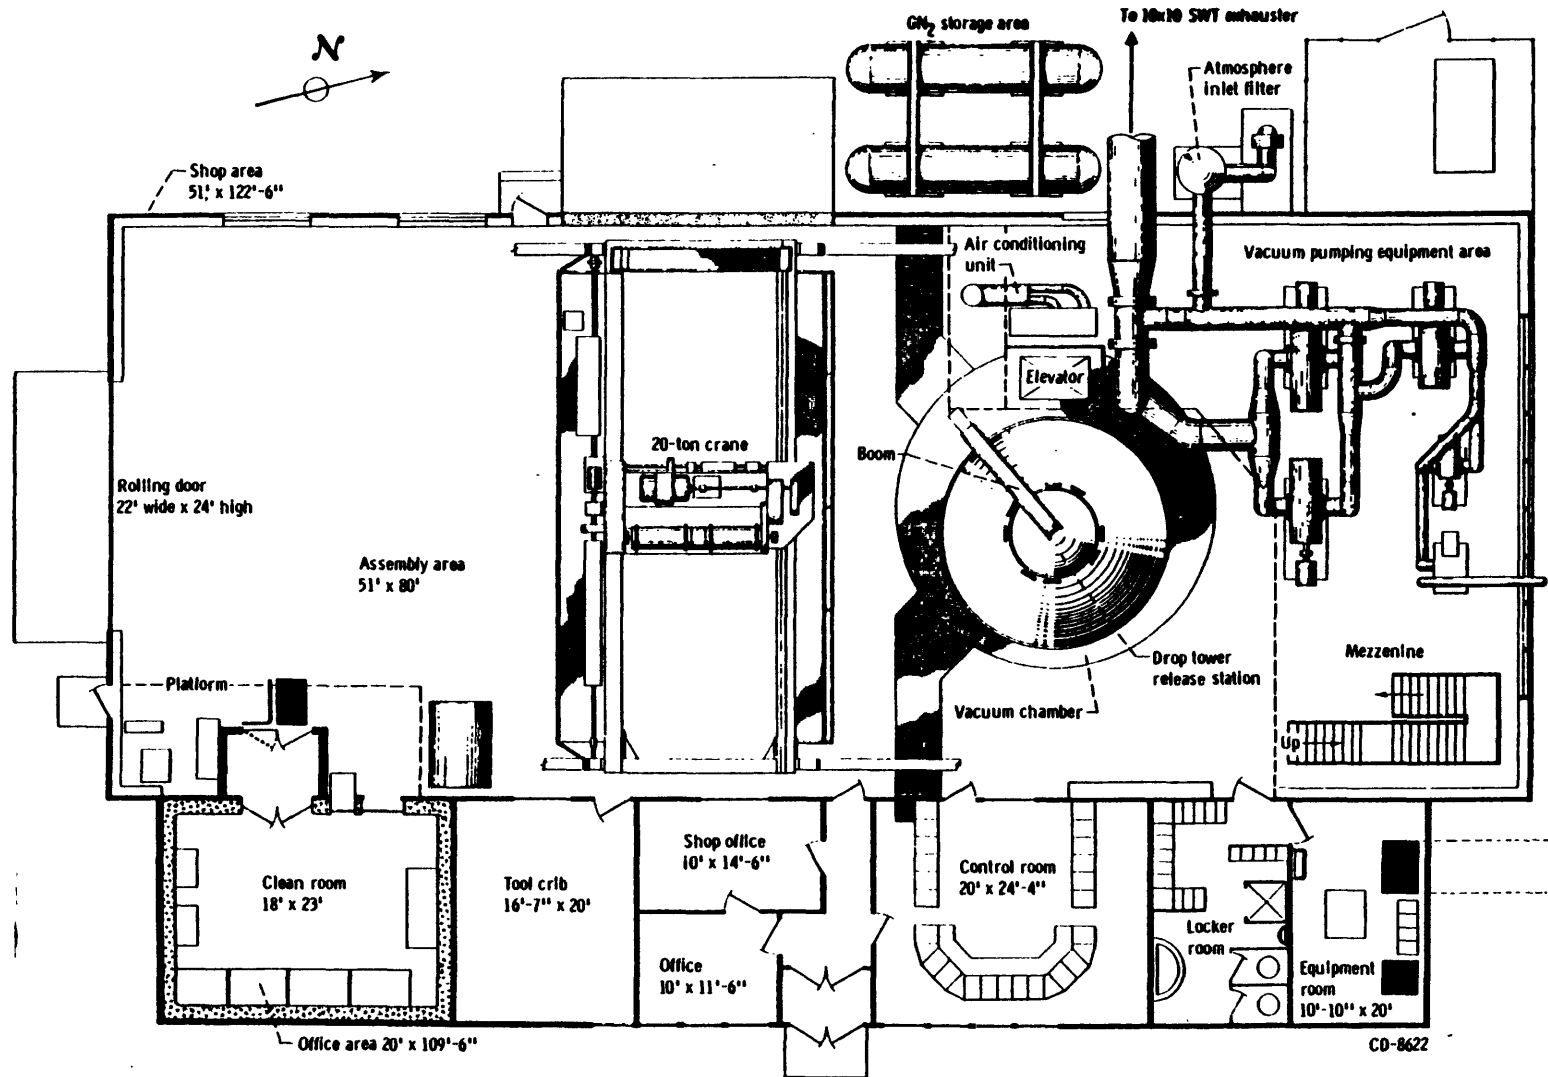 To 10x10 SWT exhauster
GN2 storage area
N
Atmosphere
inlet filter
Shop area
51' x 122'-6"
Air conditioning
unit
Vacuum pumping equipment area
Elevator
20-ton crane
Boom
Rolling door
22' wide x 24' high
Assembly area
51' x 80'
Mezzenine
Drop tower
release station
Platform
Vacuum chamber
Up
Shop office
10' x 14'-6"
Clean room
18' x 23'
Tool crib
16'-7" x 20'
Control room
20' x 24'-4"
Locker
room
Office
10' x 11'-6"
Equipment
room
10'-10" x 20'
Office area 20' x 109'-6"
CD-8622